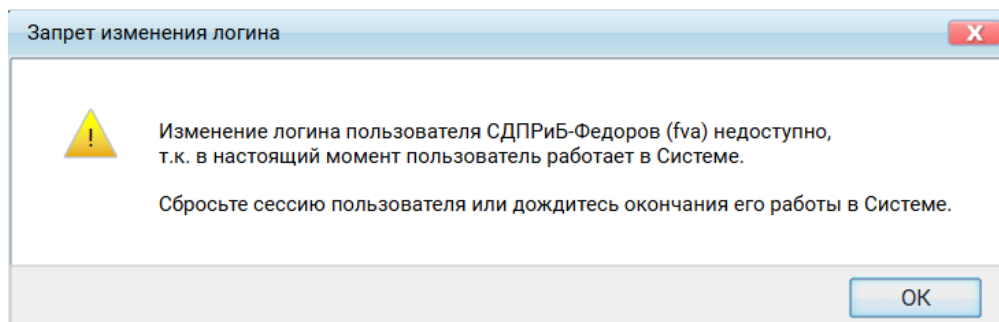 Запрет изменения логина
X
!
Изменение логина пользователя СДПРиБ-Федоров (fva) недоступно,
т.к. в настоящий момент пользователь работает в Системе.
Сбросьте сессию пользователя или дождитесь окончания его работы в Системе.
ОК